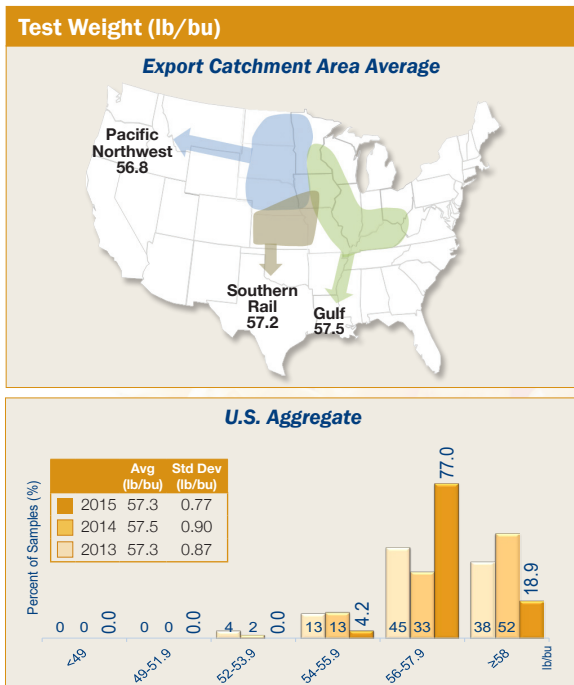 Test Weight (lb/bu)
Export Catchment Area Average
Pacific
Northwest
56.8
Southern
Rail
57.2
Gulf
57.5
U.S. Aggregate
Avg Std Dev
(lb/bu) (lb/bu)
2015 57.3 0.77
2014 57.5 0.90
2013 57.3 0.87
Percent of Samples (%)
0 0 0.0
0 0 0.0
4 2 0.0
13 13 4.2
45 33 77.0
38 52 18.9
<49
49-51.9
52-53.9
54-55.9
56-57.9
≥58
lb/bu